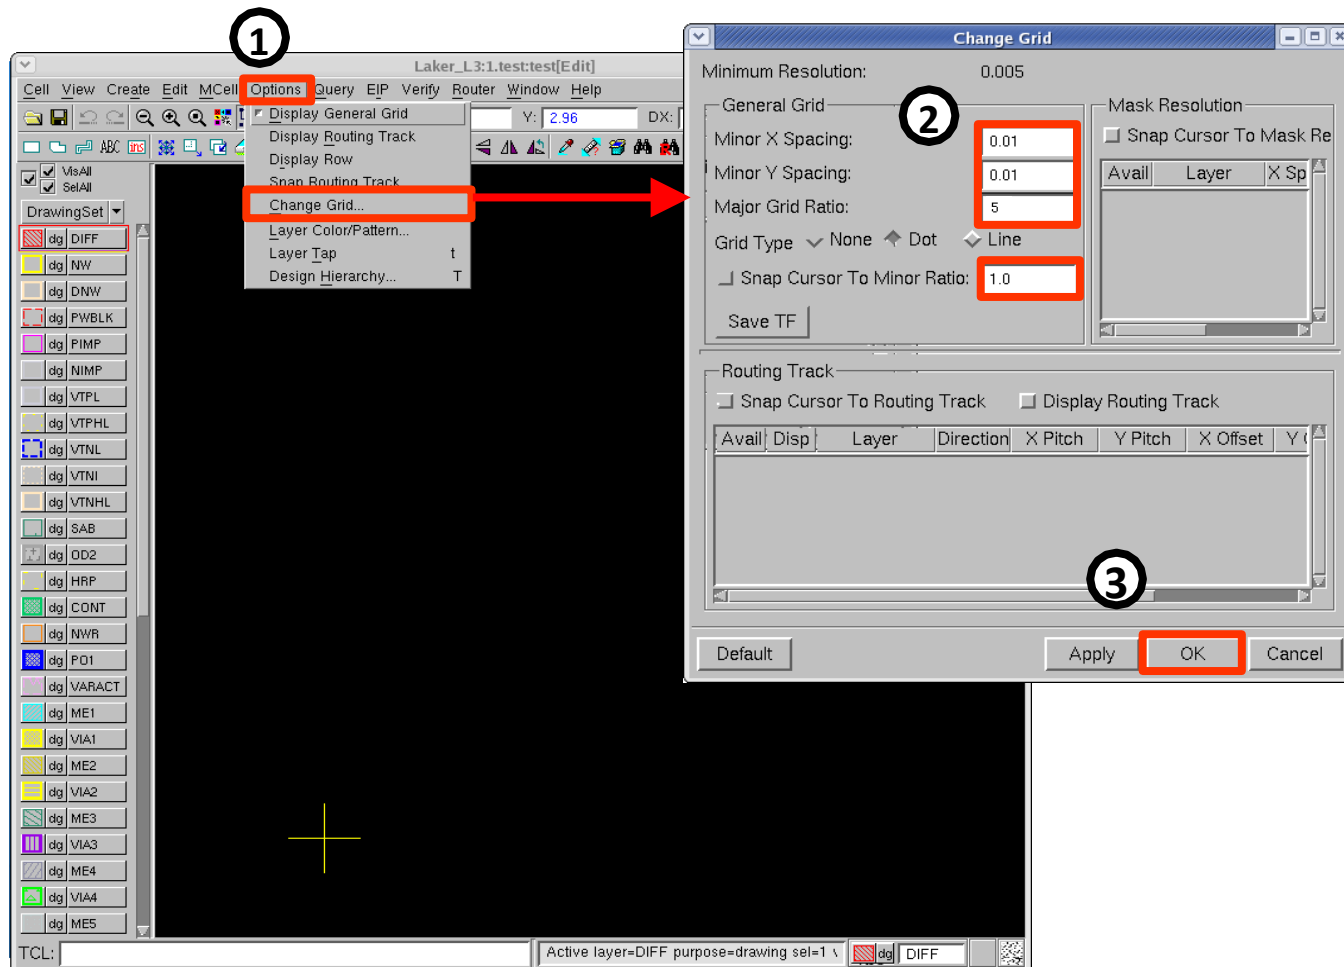 1
Laker_L3:1.test:test[Edit]
Cell View Create Edit MCell Options Query EIP Verify Router Window Help
Y: 2.96 DX:
ABC ins
VisAll
SelAll
DrawingSet
dg DIFF
dg NW
dg DNW
dg PWBLK
dg PIMP
dg NIMP
dg VTPL
dg VTPHL
dg VTNL
dg VTNI
dg VTNHL
dg SAB
dg OD2
dg HRP
dg CONT
dg NWR
dg PO1
dg VARACT
dg ME1
dg VIA1
dg ME2
dg VIA2
dg ME3
dg VIA3
dg ME4
dg VIA4
dg ME5
Display General Grid
Display Routing Track
Display Row
Snap Routing Track
Change Grid...
Layer Color/Pattern...
Layer Tap t
Design Hierarchy... T
TCL:
Active layer=DIFF purpose=drawing sel=1
dg DIFF
Change Grid
Minimum Resolution: 0.005
General Grid
2
Minor X Spacing: 0.01
Minor Y Spacing: 0.01
Major Grid Ratio: 5
Grid Type None Dot Line
Snap Cursor To Minor Ratio: 1.0
Save TF
Mask Resolution
Snap Cursor To Mask Re
Avail Layer X Sp
Routing Track
Snap Cursor To Routing Track Display Routing Track
Avail Disp Layer Direction X Pitch Y Pitch X Offset Y
3
Default Apply OK Cancel